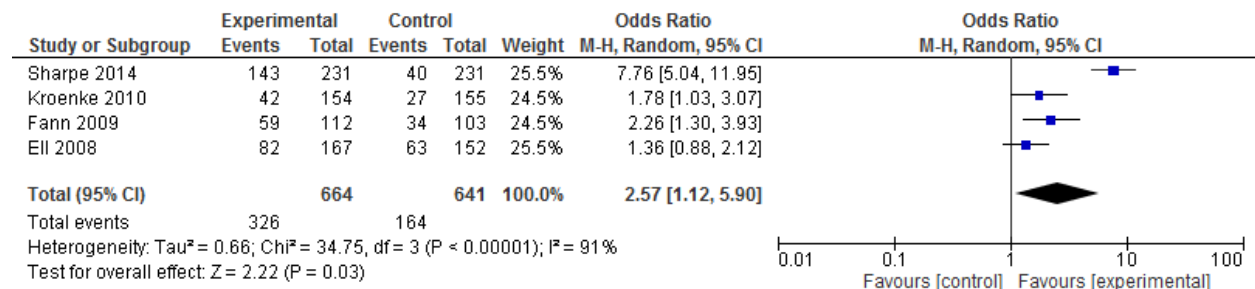 Experimental Control Odds Ratio Odds Ratio
Study or Subgroup Events Total Events Total Weight M-H, Random, 95% CI M-H, Random, 95% CI
Sharpe 2014 143 231 40 231 25.5% 7.76 [5.04, 11.95]
Kroenke 2010 42 154 27 155 24.5% 1.78 [1.03, 3.07]
Fann 2009 59 112 34 103 24.5% 2.26 [1.30, 3.93]
Ell 2008 82 167 63 152 25.5% 1.36 [0.88, 2.12]
Total (95% CI) 664 641 100.0% 2.57 [1.12, 5.90]
Total events 326 164
Heterogeneity: Tau² = 0.66; Chi² = 34.75, df = 3 (P < 0.00001); I² = 91%
Test for overall effect: Z = 2.22 (P = 0.03)
0.01 0.1 1 10 100
Favours [control] Favours [experimental]